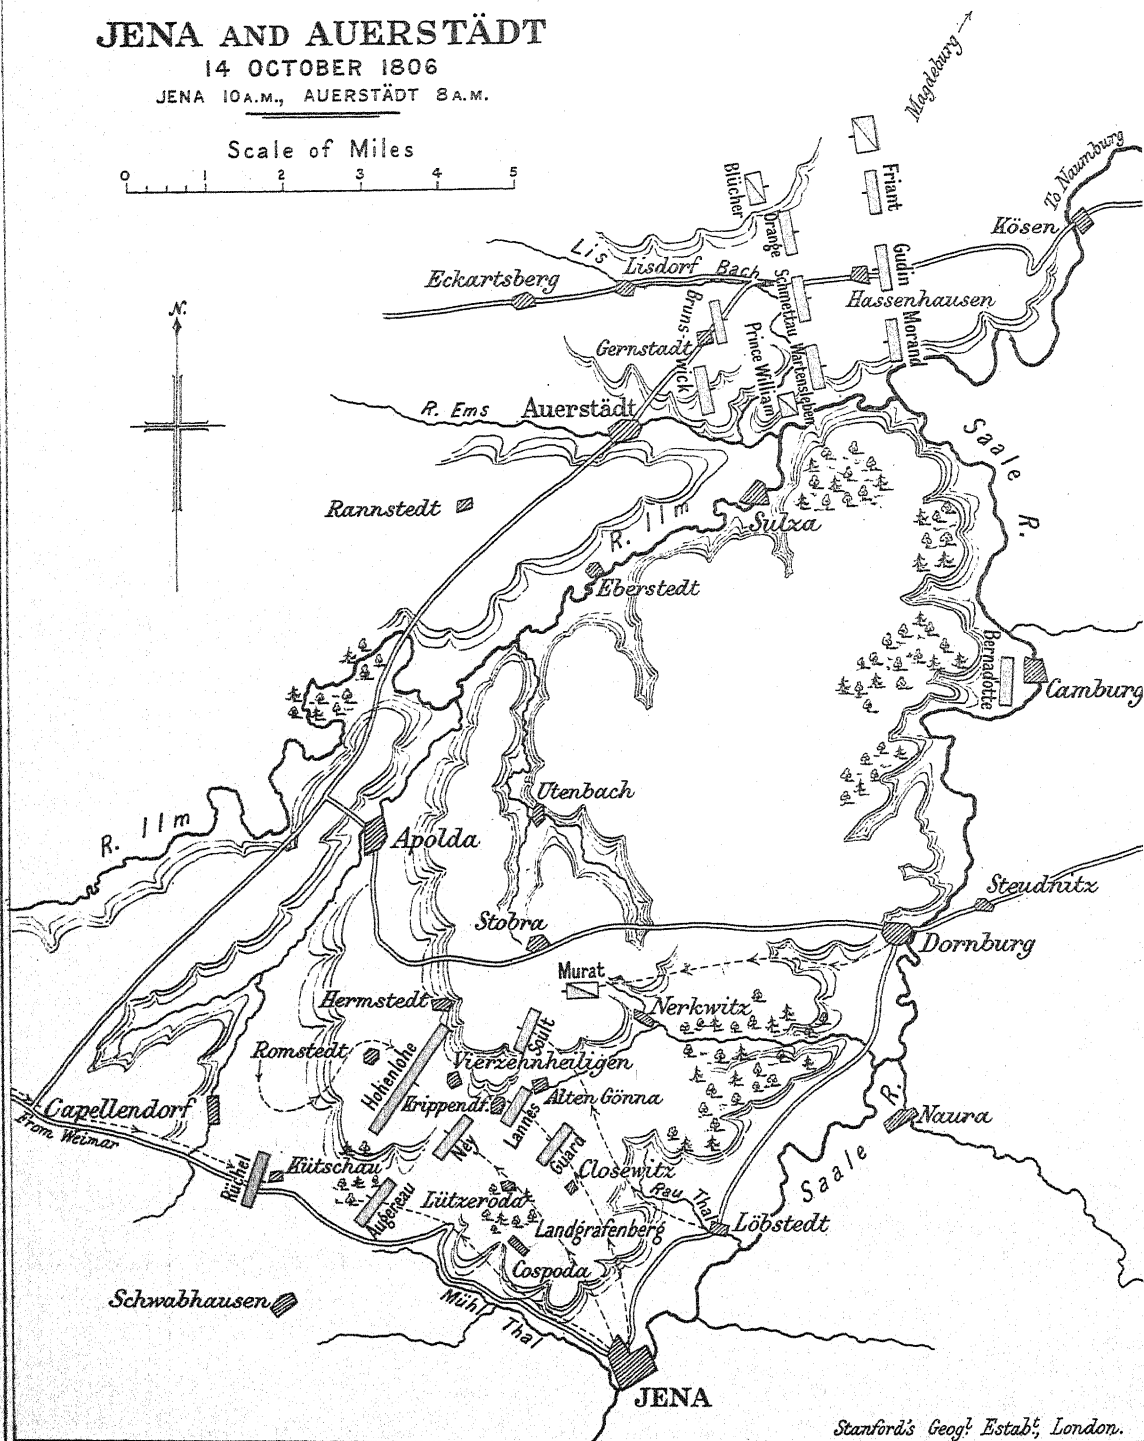 JENA AND AUERSTÄDT
14 OCTOBER 1806
JENA 10 A.M., AUERSTÄDT 8 A.M.
Scale of Miles
0 1 2 3 4 5
Magdeburg
To Naumburg
N.
Blücher
Friant
Orange
Kösen
Lis
Lisdorf
Bach
Gudin
Eckartsberg
Schmettau
Hassenhausen
Bruns-
wick
Gernstadt
Prince William
Wartensleben
Morand
R. Ems
Auerstädt
Saale R.
Rannstedt
R. Ilm
Sulza
Eberstedt
Bernadotte
Camburg
Utenbach
R. Ilm
Apolda
Steudnitz
Stobra
Dornburg
Murat
Hermstedt
Nerkwitz
Soult
Romstedt
Hohenlohe
Vierzehnheiligen
Krippendf.
Lannes
Alten Gönna
Capellendorf
From Weimar
Ney
Guard
Naura
Saale R.
Rüchel
Kütschau
Closewitz
Augereau
Lützeroda
Rau Thal
Landgrafenberg
Löbstedt
Cospoda
Schwabhausen
Mühl Thal
JENA
Stanford's Geogl. Estabt., London.